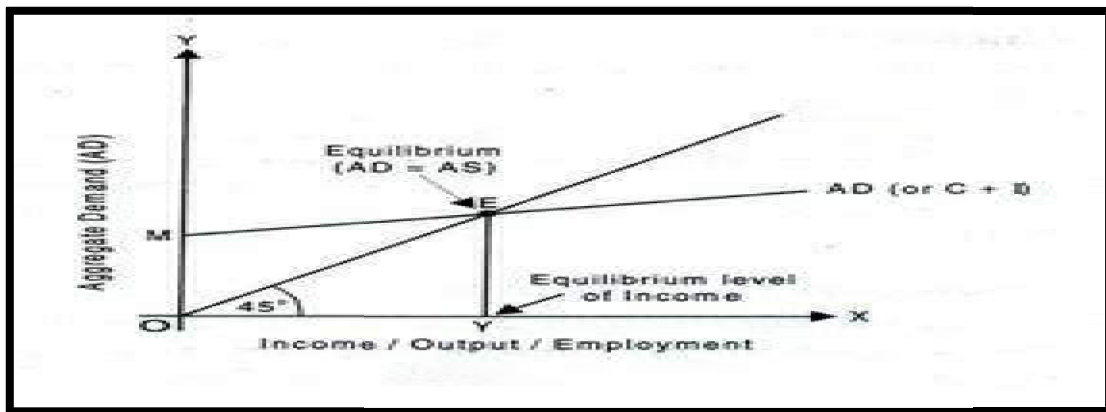 Y
Aggregate Demand (AD)
Equilibrium
(AD = AS)
E
AD (or C + I)
M
Equilibrium level
of Income
45°
O
Y
X
Income / Output / Employment